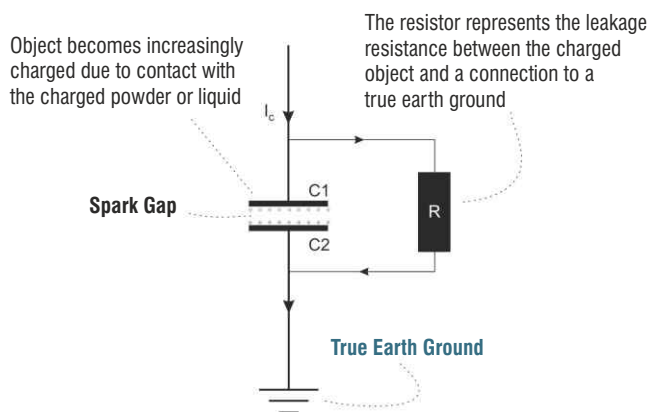 Object becomes increasingly
charged due to contact with
the charged powder or liquid
The resistor represents the leakage
resistance between the charged
object and a connection to a
true earth ground
I_c
C1
Spark Gap
R
C2
True Earth Ground